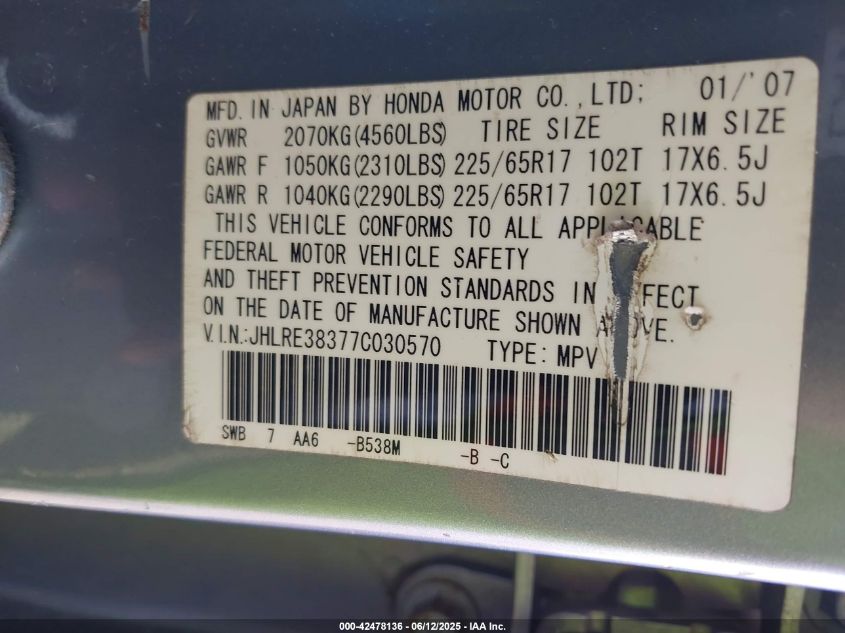 MFD. IN JAPAN BY HONDA MOTOR CO.,LTD; 01/'07
GVWR 2070KG(4560LBS) TIRE SIZE RIM SIZE
GAWR F 1050KG(2310LBS) 225/65R17 102T 17X6.5J
GAWR R 1040KG(2290LBS) 225/65R17 102T 17X6.5J
THIS VEHICLE CONFORMS TO ALL APPLICABLE
FEDERAL MOTOR VEHICLE SAFETY
AND THEFT PREVENTION STANDARDS IN EFFECT
ON THE DATE OF MANUFACTURE SHOWN ABOVE.
V.I.N.:JHLRE38377C030570 TYPE: MPV
SWB 7 AA6 -B538M -B -C
000-42478136 - 06/12/2025 - IAA Inc.